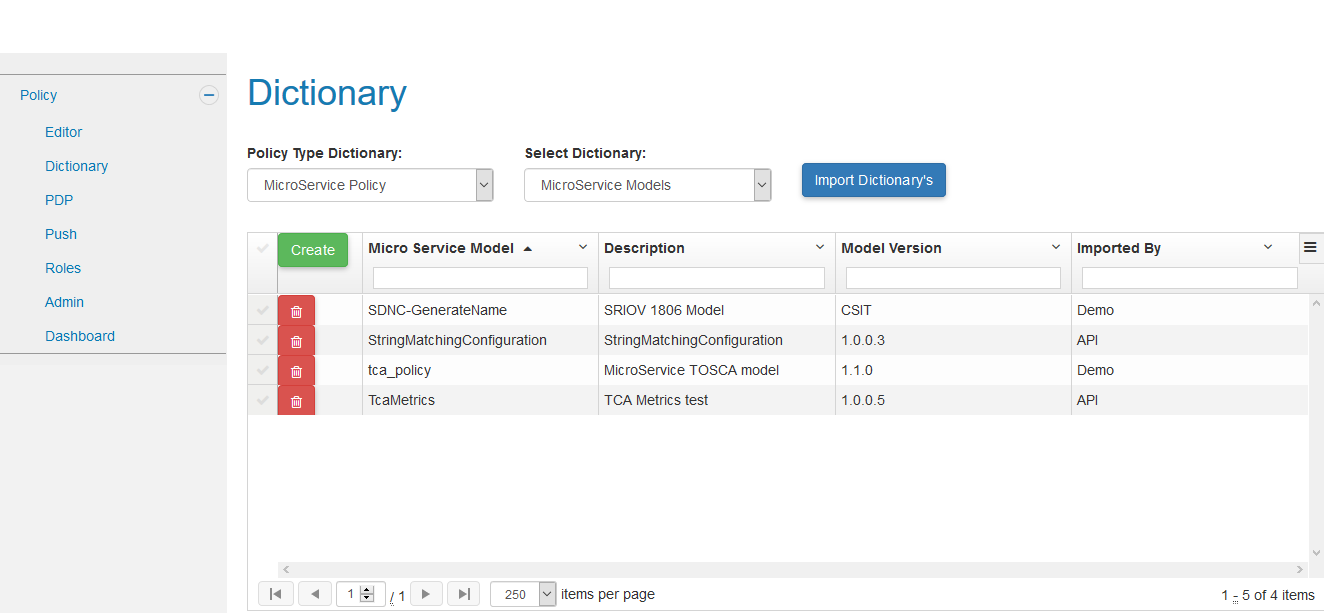 Policy
Editor
Dictionary
PDP
Push
Roles
Admin
Dashboard
Dictionary
Policy Type Dictionary: Select Dictionary:
MicroService Policy MicroService Models Import Dictionary's
Create Micro Service Model Description Model Version Imported By
SDNC-GenerateName SRIOV 1806 Model CSIT Demo
StringMatchingConfiguration StringMatchingConfiguration 1.0.0.3 API
tca_policy MicroService TOSCA model 1.1.0 Demo
TcaMetrics TCA Metrics test 1.0.0.5 API
1 / 1 250 items per page 1 - 5 of 4 items